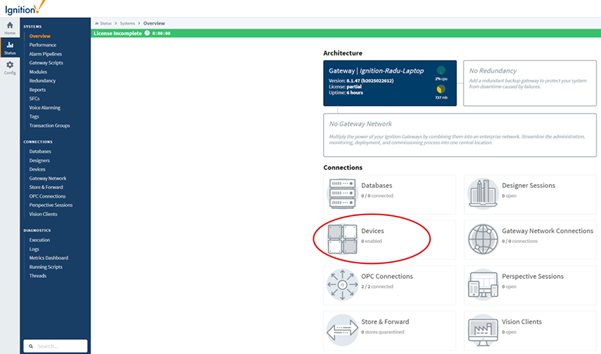 Ignition
Home
Status
Config
SYSTEMS
Overview
Performance
Alarm Pipelines
Gateway Scripts
Modules
Redundancy
Reports
SFCs
Voice Alarming
Tags
Transaction Groups
CONNECTIONS
Databases
Designers
Devices
Gateway Network
Store & Forward
OPC Connections
Perspective Sessions
Vision Clients
DIAGNOSTICS
Execution
Logs
Metrics Dashboard
Running Scripts
Threads
Search...
Status > Systems > Overview
License Incomplete 0:00:00
Architecture
Gateway | Ignition-Radu-Laptop
Version: 8.1.47 (b2025022612)
License: partial
Uptime: 0 hours
2% cpu
No Redundancy
Add a redundant backup gateway to protect your system
from downtime caused by failures.
No Gateway Network
Multiply the power of your Ignition Gateways by combining them into an enterprise network. Streamline the administration,
monitoring, deployment, and commissioning process into one central location.
Connections
Databases
0 / 0 connected
Designer Sessions
0 open
Devices
0 enabled
Gateway Network Connections
0 / 0 connections
OPC Connections
2 / 2 connected
Perspective Sessions
0 open
Store & Forward
0 stores quarantined
Vision Clients
0 open